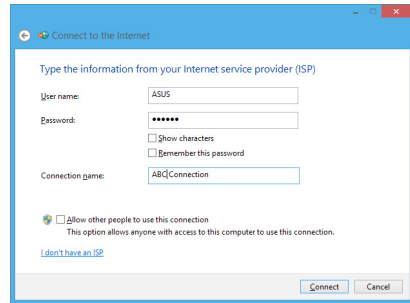 Connect to the Internet
Type the information from your Internet service provider (ISP)
User name: ASUS
Password: ••••••
Show characters
Remember this password
Connection name: ABC Connection
Allow other people to use this connection
This option allows anyone with access to this computer to use this connection.
I don't have an ISP
Connect Cancel